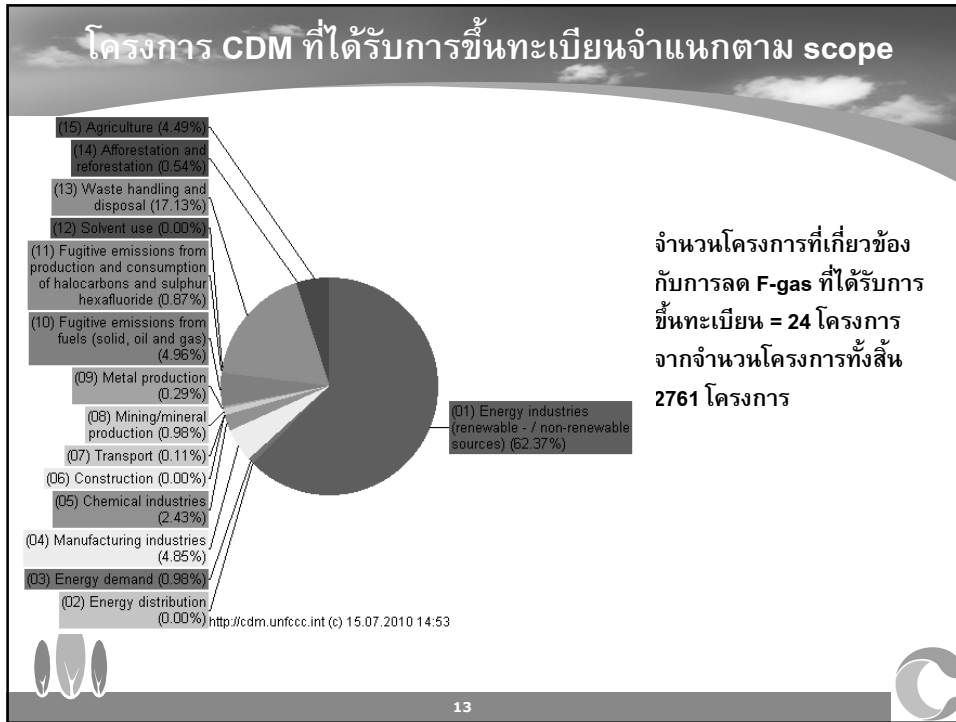 โครงการ CDM ที่ได้รับการขึ้นทะเบียนจำแนกตาม scope
(15) Agriculture (4.49%)
(14) Afforestation and
reforestation (0.54%)
(13) Waste handling and
disposal (17.13%)
(12) Solvent use (0.00%)
(11) Fugitive emissions from
production and consumption
of halocarbons and sulphur
hexafluoride (0.87%)
(10) Fugitive emissions from
fuels (solid, oil and gas)
(4.96%)
(09) Metal production
(0.29%)
(08) Mining/mineral
production (0.98%)
(07) Transport (0.11%)
(06) Construction (0.00%)
(05) Chemical industries
(2.43%)
(04) Manufacturing industries
(4.85%)
(03) Energy demand (0.98%)
(02) Energy distribution
(0.00%)
http://cdm.unfccc.int (c) 15.07.2010 14:53
(01) Energy industries
(renewable - / non-renewable
sources) (62.37%)
จำนวนโครงการที่เกี่ยวข้อง
กับการลด F-gas ที่ได้รับการ
ขึ้นทะเบียน = 24 โครงการ
จากจำนวนโครงการทั้งสิ้น
2761 โครงการ
13